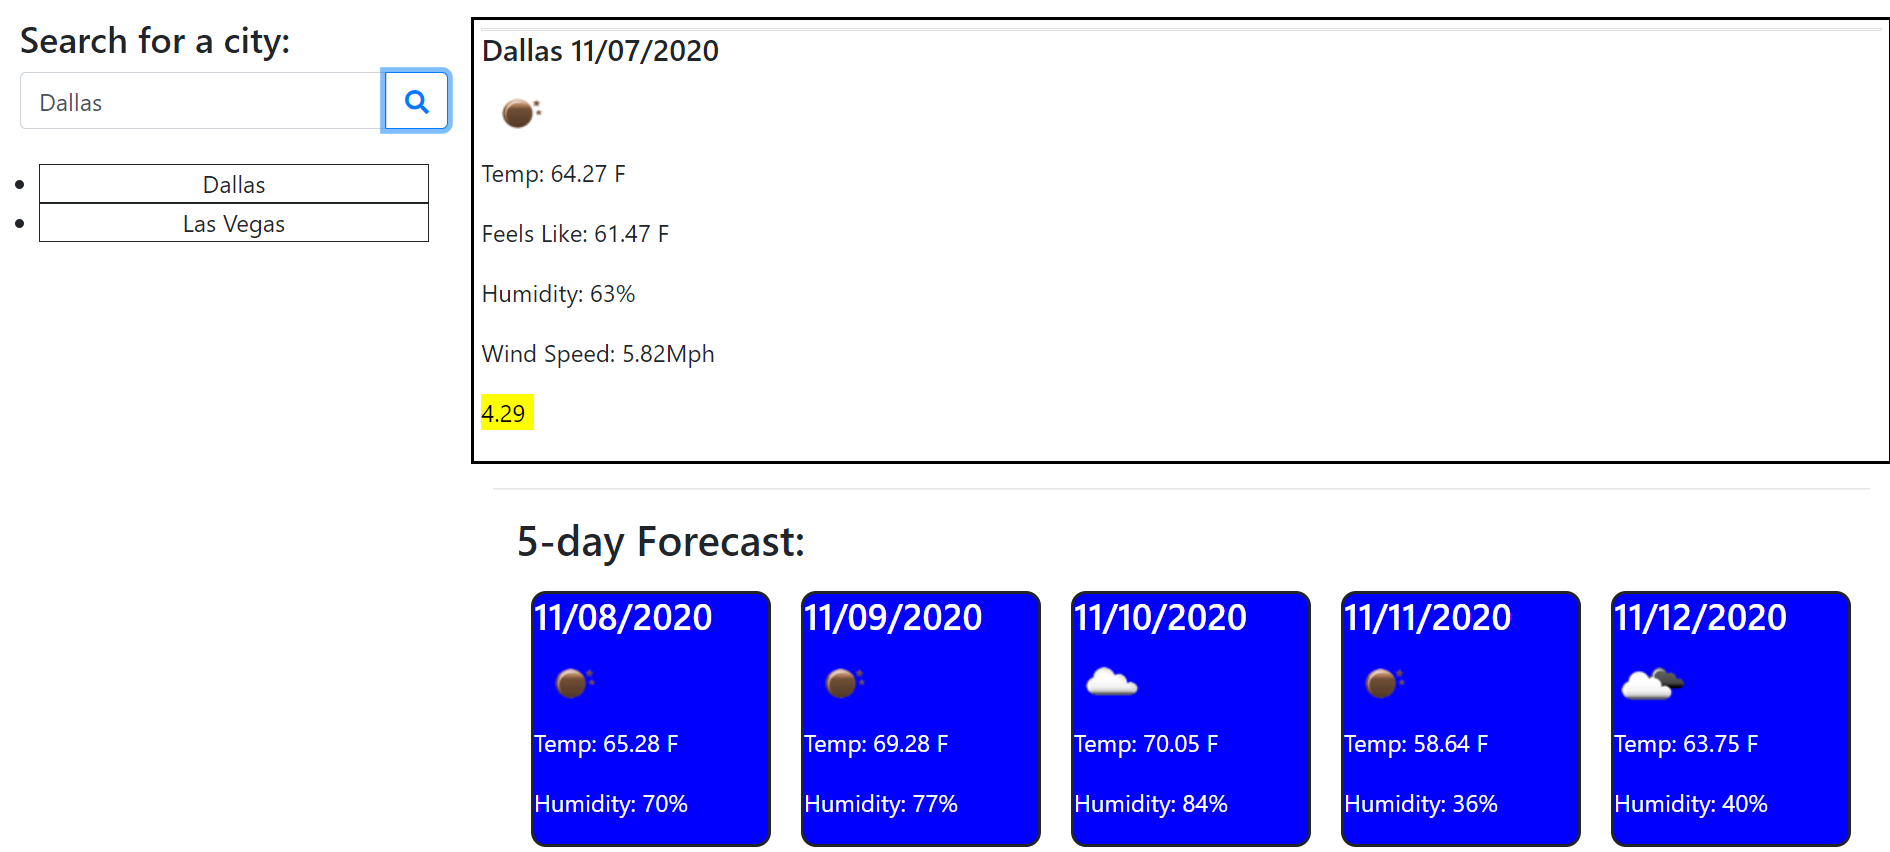 Search for a city:
Dallas
Dallas
Las Vegas
Dallas 11/07/2020
Temp: 64.27 F
Feels Like: 61.47 F
Humidity: 63%
Wind Speed: 5.82Mph
4.29
5-day Forecast:
11/08/2020
Temp: 65.28 F
Humidity: 70%
11/09/2020
Temp: 69.28 F
Humidity: 77%
11/10/2020
Temp: 70.05 F
Humidity: 84%
11/11/2020
Temp: 58.64 F
Humidity: 36%
11/12/2020
Temp: 63.75 F
Humidity: 40%